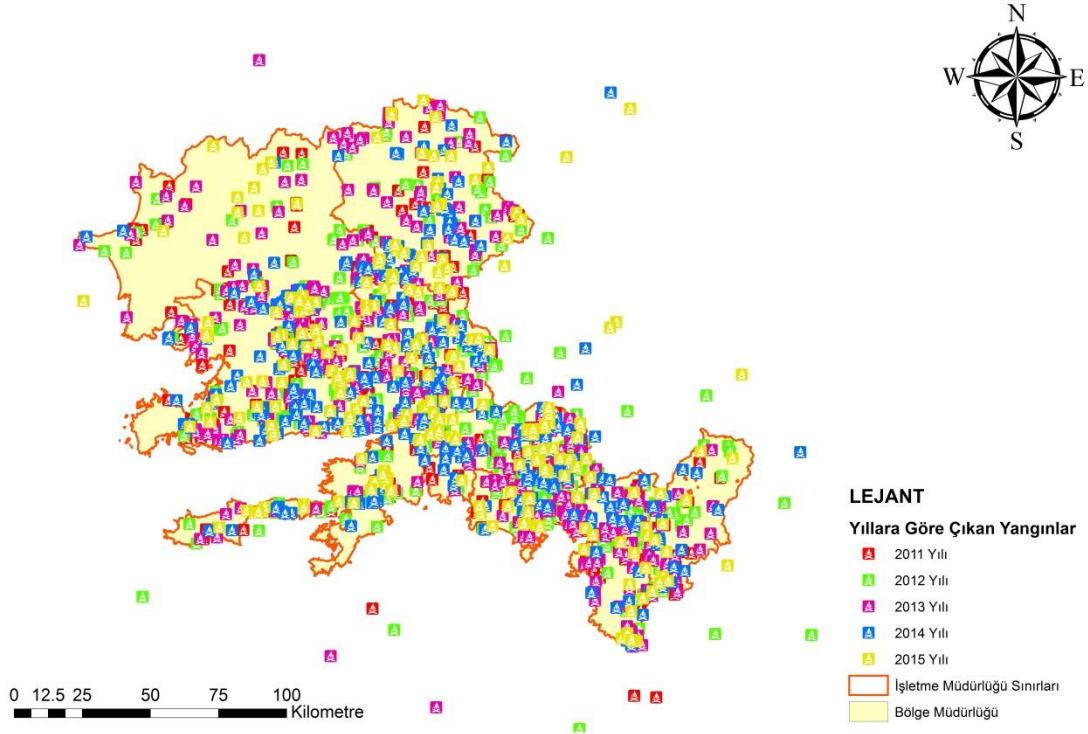 N
W E
S
LEJANT
Yıllara Göre Çıkan Yangınlar
2011 Yılı
2012 Yılı
2013 Yılı
2014 Yılı
2015 Yılı
İşletme Müdürlüğü Sınırları
Bölge Müdürlüğü
0 12.5 25 50 75 100
Kilometre